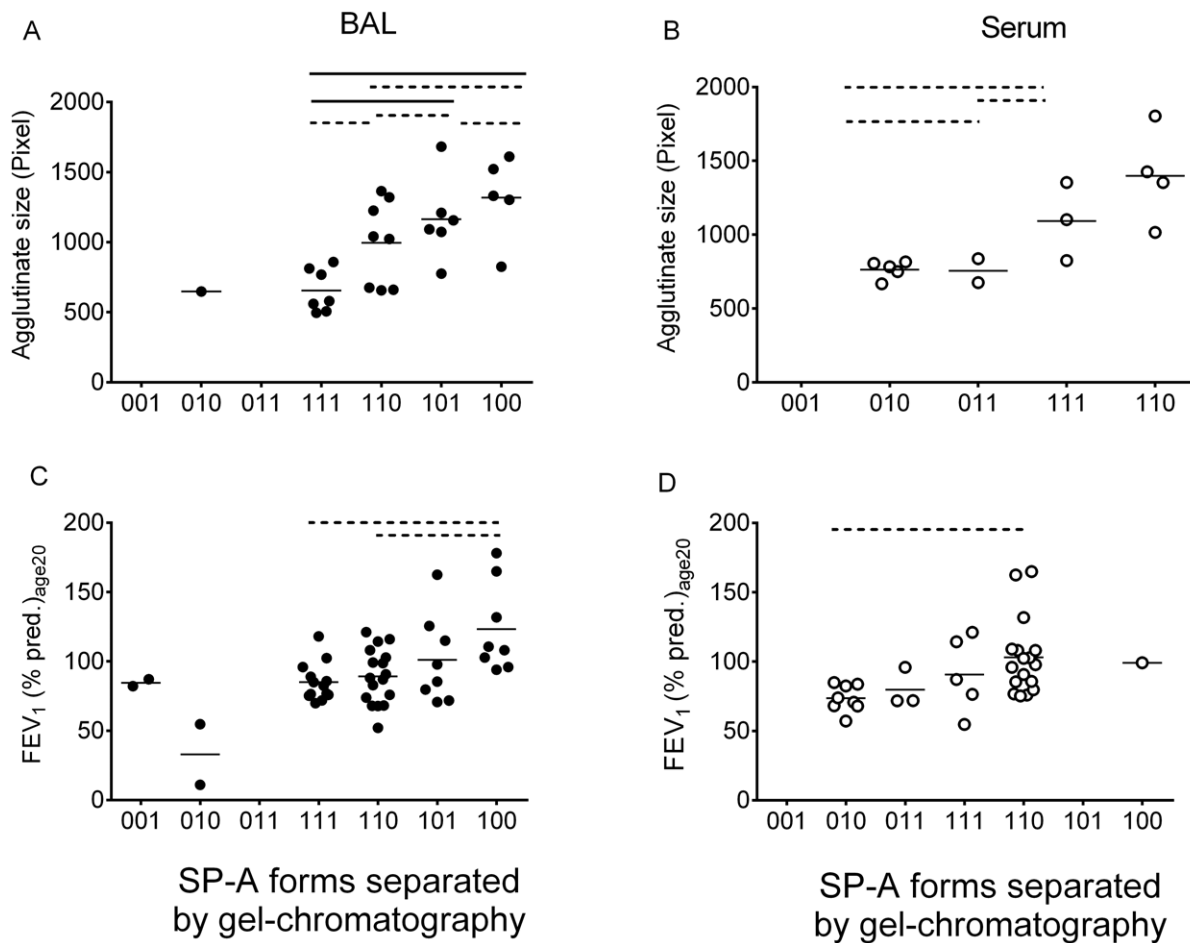 A
BAL
Agglutinate size (Pixel)
2000
1500
1000
500
0
001 010 011 111 110 101 100
B
Serum
Agglutinate size (Pixel)
2000
1500
1000
500
0
001 010 011 111 110
C
FEV1 (% pred.)age20
200
150
100
50
0
001 010 011 111 110 101 100
SP-A forms separated
by gel-chromatography
D
FEV1 (% pred.)age20
200
150
100
50
0
001 010 011 111 110 101 100
SP-A forms separated
by gel-chromatography